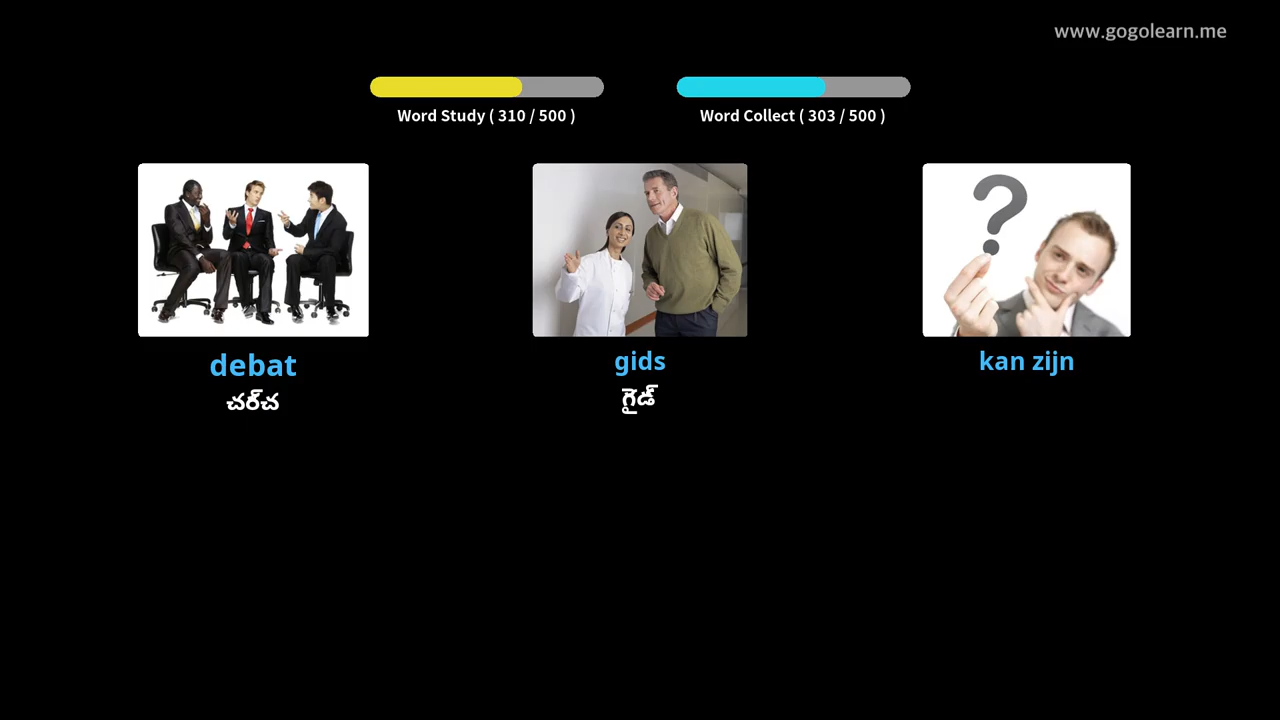 www.gogolearn.me
Word Study ( 310 / 500 )
Word Collect ( 303 / 500 )
debat
చర్చ
gids
గైడ్
kan zijn